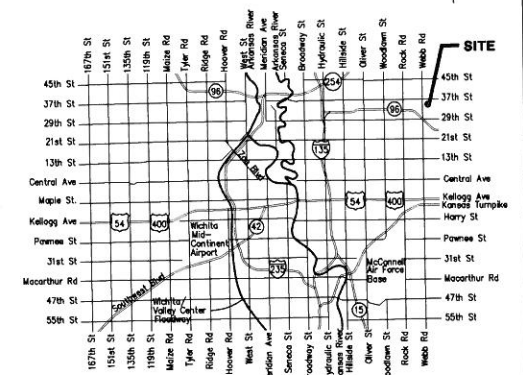 167th St
151st St
135th St
119th St
Maize Rd
Tyler Rd
Ridge Rd
Hoover Rd
West St
Arkansas River
Meridian Ave
Arkansas River
Seneca St
Broadway St
Hydraulic St
Hillside St
Oliver St
Woodlawn St
Rock Rd
Webb Rd
SITE
45th St
37th St
29th St
21st St
13th St
Central Ave
Maple St.
Kellogg Ave
Pawnee St
31st St
Macarthur Rd
47th St
55th St
96
254
96
135
Zoo Blvd
54
400
54
400
42
235
15
Wichita
Mid-
Continent
Airport
McConnell
Air Force
Base
Southwest Blvd
Wichita/
Valley Center
Floodway
45th St
37th St
29th St
21st St
13th St
Central Ave
Kellogg Ave
Kansas Turnpike
Harry St
Pawnee St
31st St
Macarthur Rd
47th St
55th St
167th St
151st St
135th St
119th St
Maize Rd
Tyler Rd
Ridge Rd
Hoover Rd
West St
eridian Ave
Seneca St
roadway St
ydraulic St
nsas River
Hillside St
Oliver St
oodlawn St
Rock Rd
Webb Rd